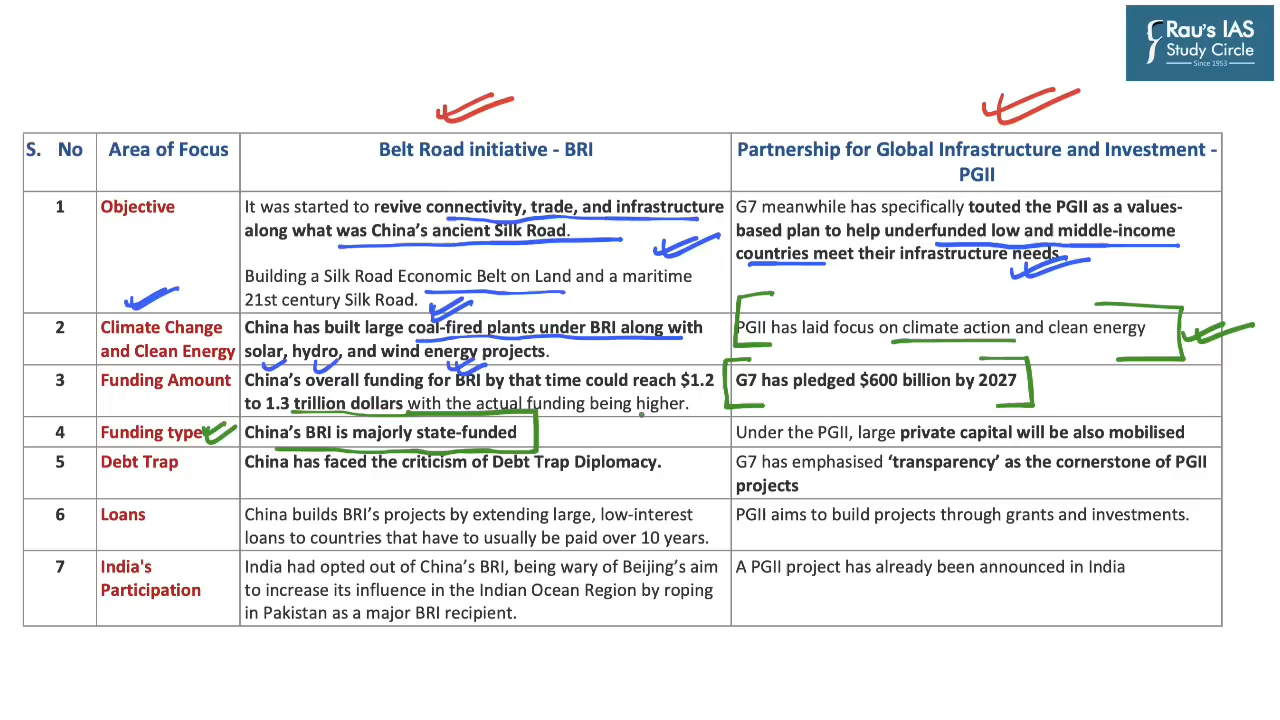 Rau's IAS
Study Circle
Since 1953
S. No
Area of Focus
Belt Road initiative - BRI
Partnership for Global Infrastructure and Investment -
PGII
1
Objective
It was started to revive connectivity, trade, and infrastructure
along what was China's ancient Silk Road.
Building a Silk Road Economic Belt on Land and a maritime
21st century Silk Road.
G7 meanwhile has specifically touted the PGII as a values-
based plan to help underfunded low and middle-income
countries meet their infrastructure needs.
2
Climate Change
and Clean Energy
China has built large coal-fired plants under BRI along with
solar, hydro, and wind energy projects.
PGII has laid focus on climate action and clean energy
3
Funding Amount
China's overall funding for BRI by that time could reach $1.2
to 1.3 trillion dollars with the actual funding being higher.
G7 has pledged $600 billion by 2027
4
Funding type
China's BRI is majorly state-funded
Under the PGII, large private capital will be also mobilised
5
Debt Trap
China has faced the criticism of Debt Trap Diplomacy.
G7 has emphasised ‘transparency’ as the cornerstone of PGII
projects
6
Loans
China builds BRI's projects by extending large, low-interest
loans to countries that have to usually be paid over 10 years.
PGII aims to build projects through grants and investments.
7
India's
Participation
India had opted out of China's BRI, being wary of Beijing's aim
to increase its influence in the Indian Ocean Region by roping
in Pakistan as a major BRI recipient.
A PGII project has already been announced in India